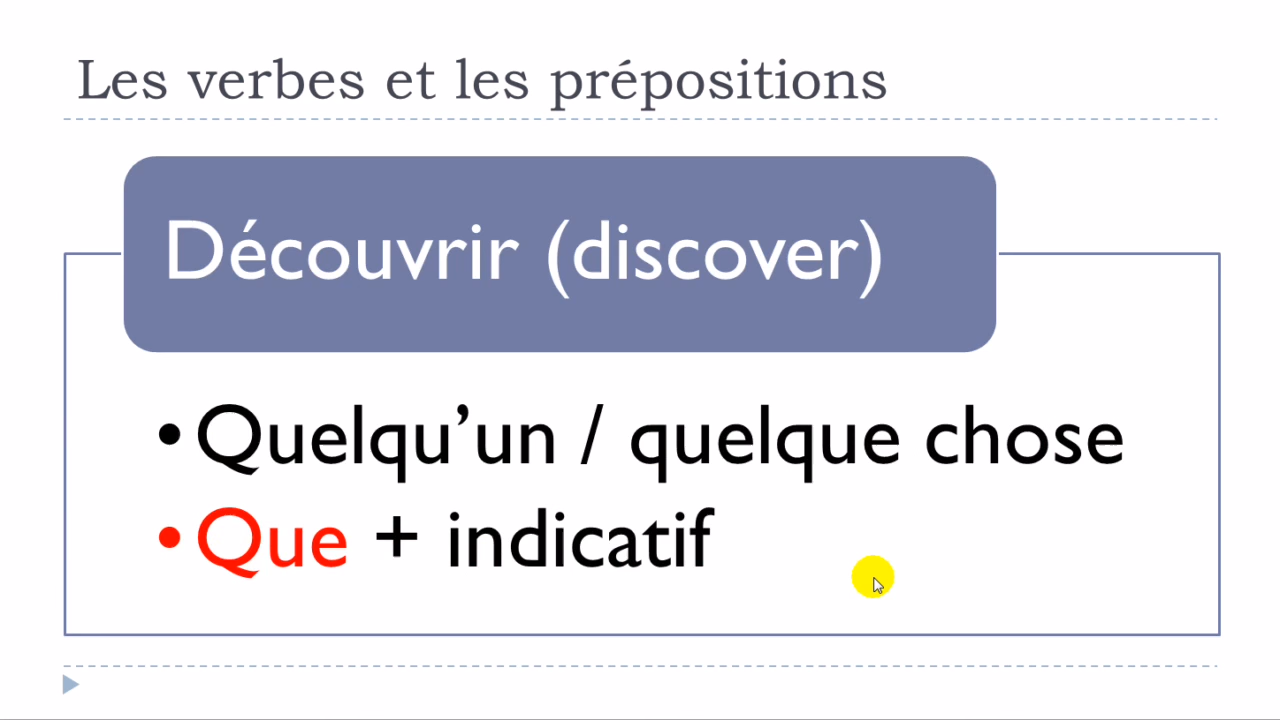 Les verbes et les prépositions
Découvrir (discover)
•Quelqu’un / quelque chose
•Que + indicatif